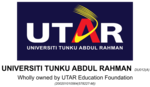 UTAR
UNIVERSITI TUNKU ABDUL RAHMAN
UNIVERSITI TUNKU ABDUL RAHMAN
Wholly owned by UTAR Education Foundation